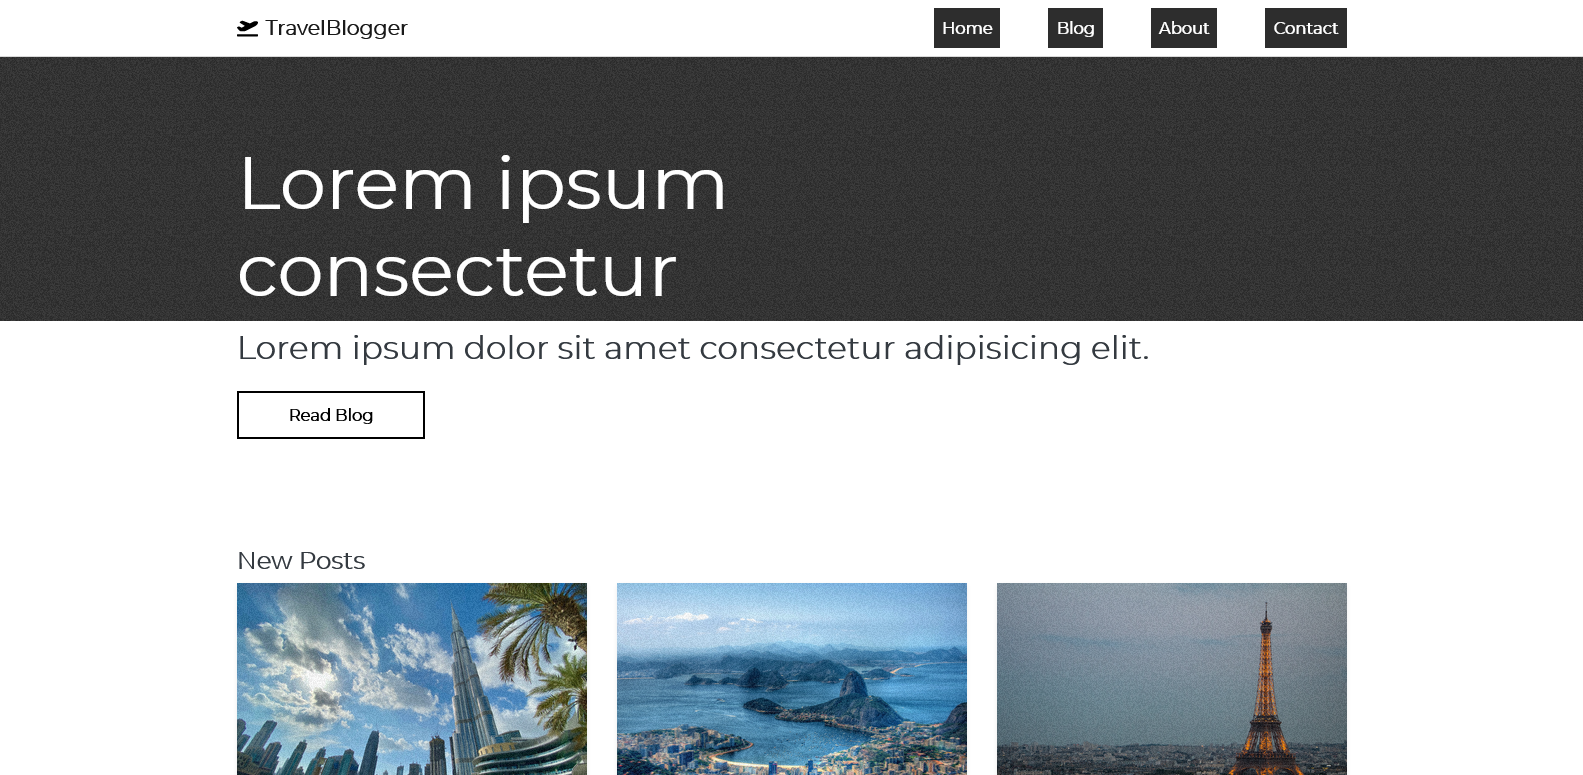 TravelBlogger
Home Blog About Contact
Lorem ipsum
consectetur
Lorem ipsum dolor sit amet consectetur adipisicing elit.
Read Blog
New Posts